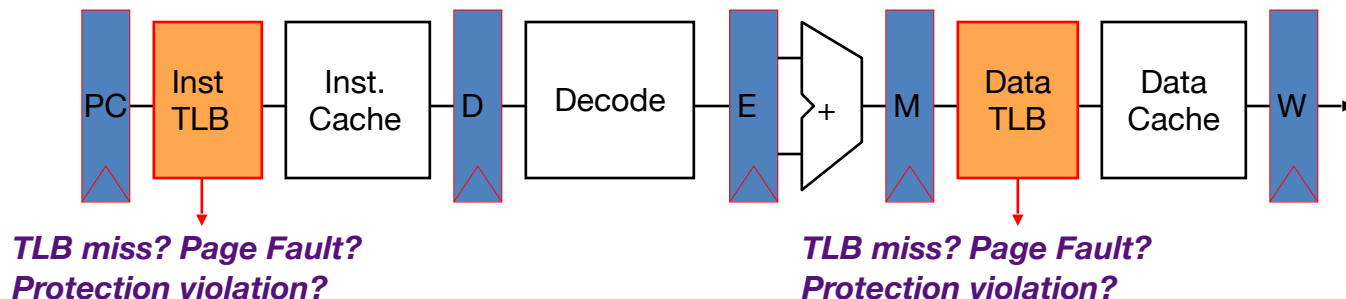 PC
Inst
TLB
Inst.
Cache
D
Decode
E
+
M
Data
TLB
Data
Cache
W
TLB miss? Page Fault?
Protection violation?
TLB miss? Page Fault?
Protection violation?